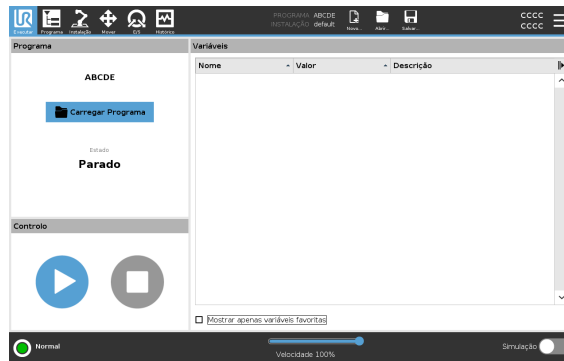 UR
PROGRAMA ABCDE
INSTALAÇÃO default
Executar Programa Instalação Mover E/S Histórico
Novo... Abrir... Salvar...
CCCC
CCCC
Programa
ABCDE
Carregar Programa
Estado
Parado
Controlo
Variáveis
Nome Valor Descrição
Mostrar apenas variáveis favoritas
Normal
Velocidade 100%
Simulação